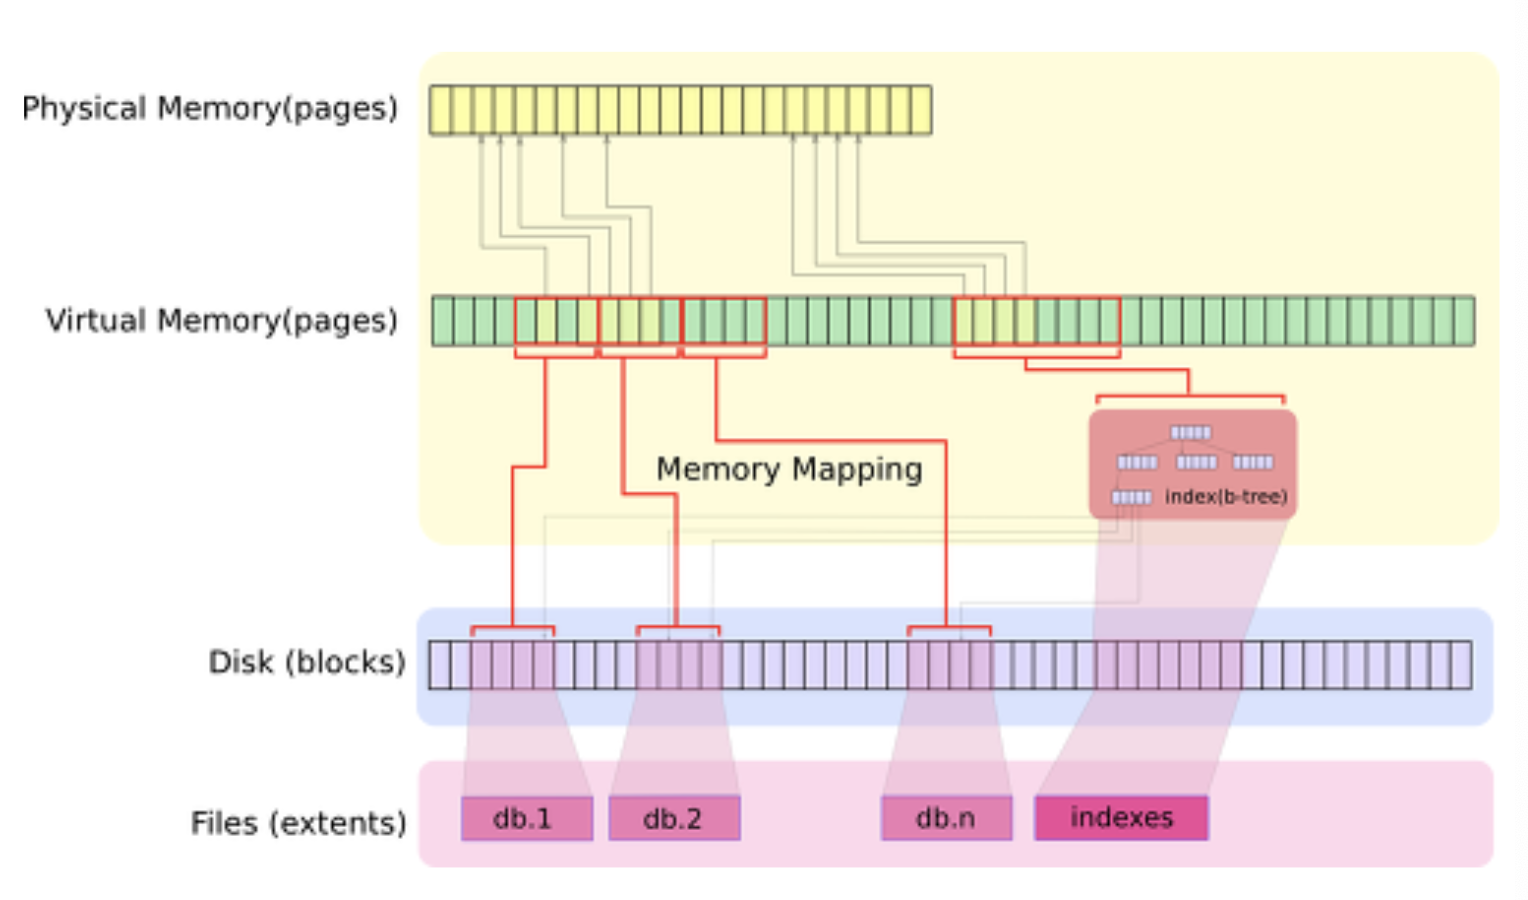 Physical Memory(pages)
Virtual Memory(pages)
Memory Mapping
index(b-tree)
Disk (blocks)
Files (extents)
db.1
db.2
db.n
indexes